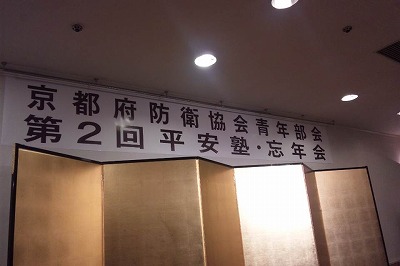 京都府防衛協会青年部会
第2回平安塾・忘年会